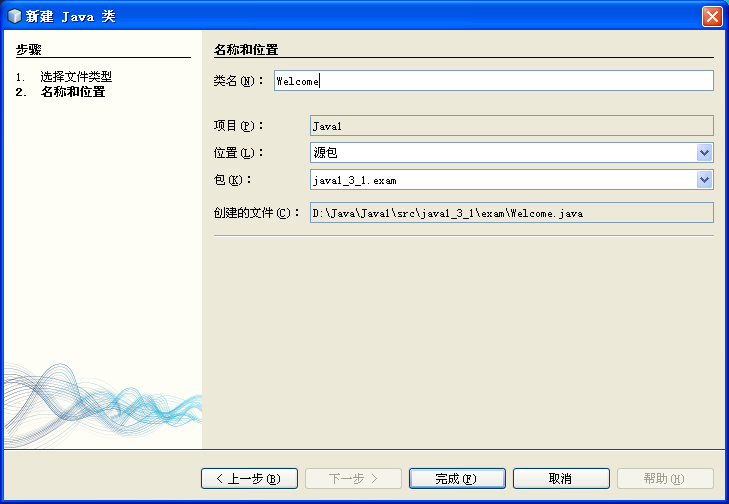 新建 Java 类
步骤
1. 选择文件类型
2. 名称和位置
名称和位置
类名(N)： Welcome
项目(P)： Java1
位置(L)： 源包
包(K)： java1_3_1.exam
创建的文件(C)： D:\Java\Java1\src\java1_3_1\exam\Welcome.java
< 上一步(B) 下一步 > 完成(F) 取消 帮助(H)